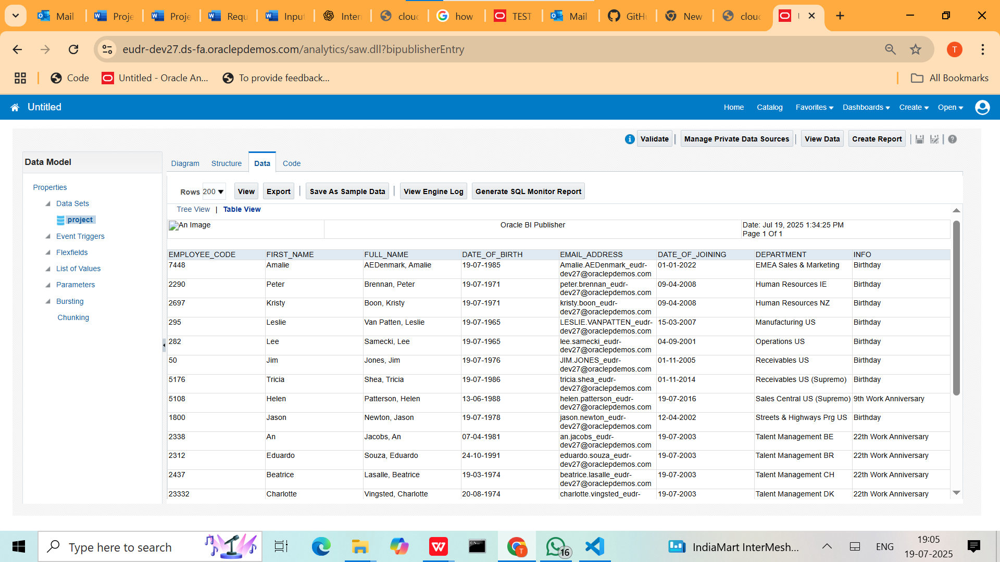 Mail
Proje
Proje
Requ
Inpu
Inter
cloud
how
TEST
Mail
GitHu
New
cloud
eudr-dev27.ds-fa.oraclepdemos.com/analytics/saw.dll?bipublisherEntry
T
Code
Untitled - Oracle An...
To provide feedback...
All Bookmarks
Untitled
Home Catalog Favorites Dashboards Create Open
Validate Manage Private Data Sources View Data Create Report
Data Model
Diagram Structure Data Code
Properties
Data Sets
project
Event Triggers
Flexfields
List of Values
Parameters
Bursting
Chunking
Rows 200 View Export Save As Sample Data View Engine Log Generate SQL Monitor Report
Tree View | Table View
An Image
Oracle BI Publisher
Date: Jul 19, 2025 1:34:25 PM
Page 1 Of 1
EMPLOYEE_CODE FIRST_NAME FULL_NAME DATE_OF_BIRTH EMAIL_ADDRESS DATE_OF_JOINING DEPARTMENT INFO
7448 Amalie AEDenmark, Amalie 19-07-1985 Amalie.AEDenmark_eudr- 01-01-2022 EMEA Sales & Marketing Birthday
dev27@oraclepdemos.com
2290 Peter Brennan, Peter 19-07-1971 peter.brennan_eudr- 09-04-2008 Human Resources IE Birthday
dev27@oraclepdemos.com
2697 Kristy Boon, Kristy 19-07-1971 kristy.boon_eudr- 09-04-2008 Human Resources NZ Birthday
dev27@oraclepdemos.com
295 Leslie Van Patten, Leslie 19-07-1965 LESLIE.VANPATTEN_eudr- 15-03-2007 Manufacturing US Birthday
dev27@oraclepdemos.com
282 Lee Samecki, Lee 19-07-1965 lee.samecki_eudr- 04-09-2001 Operations US Birthday
dev27@oraclepdemos.com
50 Jim Jones, Jim 19-07-1976 JIM.JONES_eudr- 01-11-2005 Receivables US Birthday
dev27@oraclepdemos.com
5176 Tricia Shea, Tricia 19-07-1986 tricia.shea_eudr- 01-11-2014 Receivables US (Supremo) Birthday
dev27@oraclepdemos.com
5108 Helen Patterson, Helen 13-06-1988 helen.patterson_eudr- 19-07-2016 Sales Central US (Supremo) 9th Work Anniversary
dev27@oraclepdemos.com
1800 Jason Newton, Jason 19-07-1978 jason.newton_eudr- 12-04-2002 Streets & Highways Prg US Birthday
dev27@oraclepdemos.com
2338 An Jacobs, An 07-04-1981 an.jacobs_eudr- 19-07-2003 Talent Management BE 22th Work Anniversary
dev27@oraclepdemos.com
2312 Eduardo Souza, Eduardo 24-10-1991 eduardo.souza_eudr- 19-07-2003 Talent Management BR 22th Work Anniversary
dev27@oraclepdemos.com
2437 Beatrice Lasalle, Beatrice 19-03-1974 beatrice.lasalle_eudr- 19-07-2003 Talent Management CH 22th Work Anniversary
dev27@oraclepdemos.com
23332 Charlotte Vingsted, Charlotte 20-08-1974 charlotte.vingsted_eudr- 19-07-2003 Talent Management DK 22th Work Anniversary
Type here to search
16
IndiaMart InterMesh...
ENG
19:05
19-07-2025